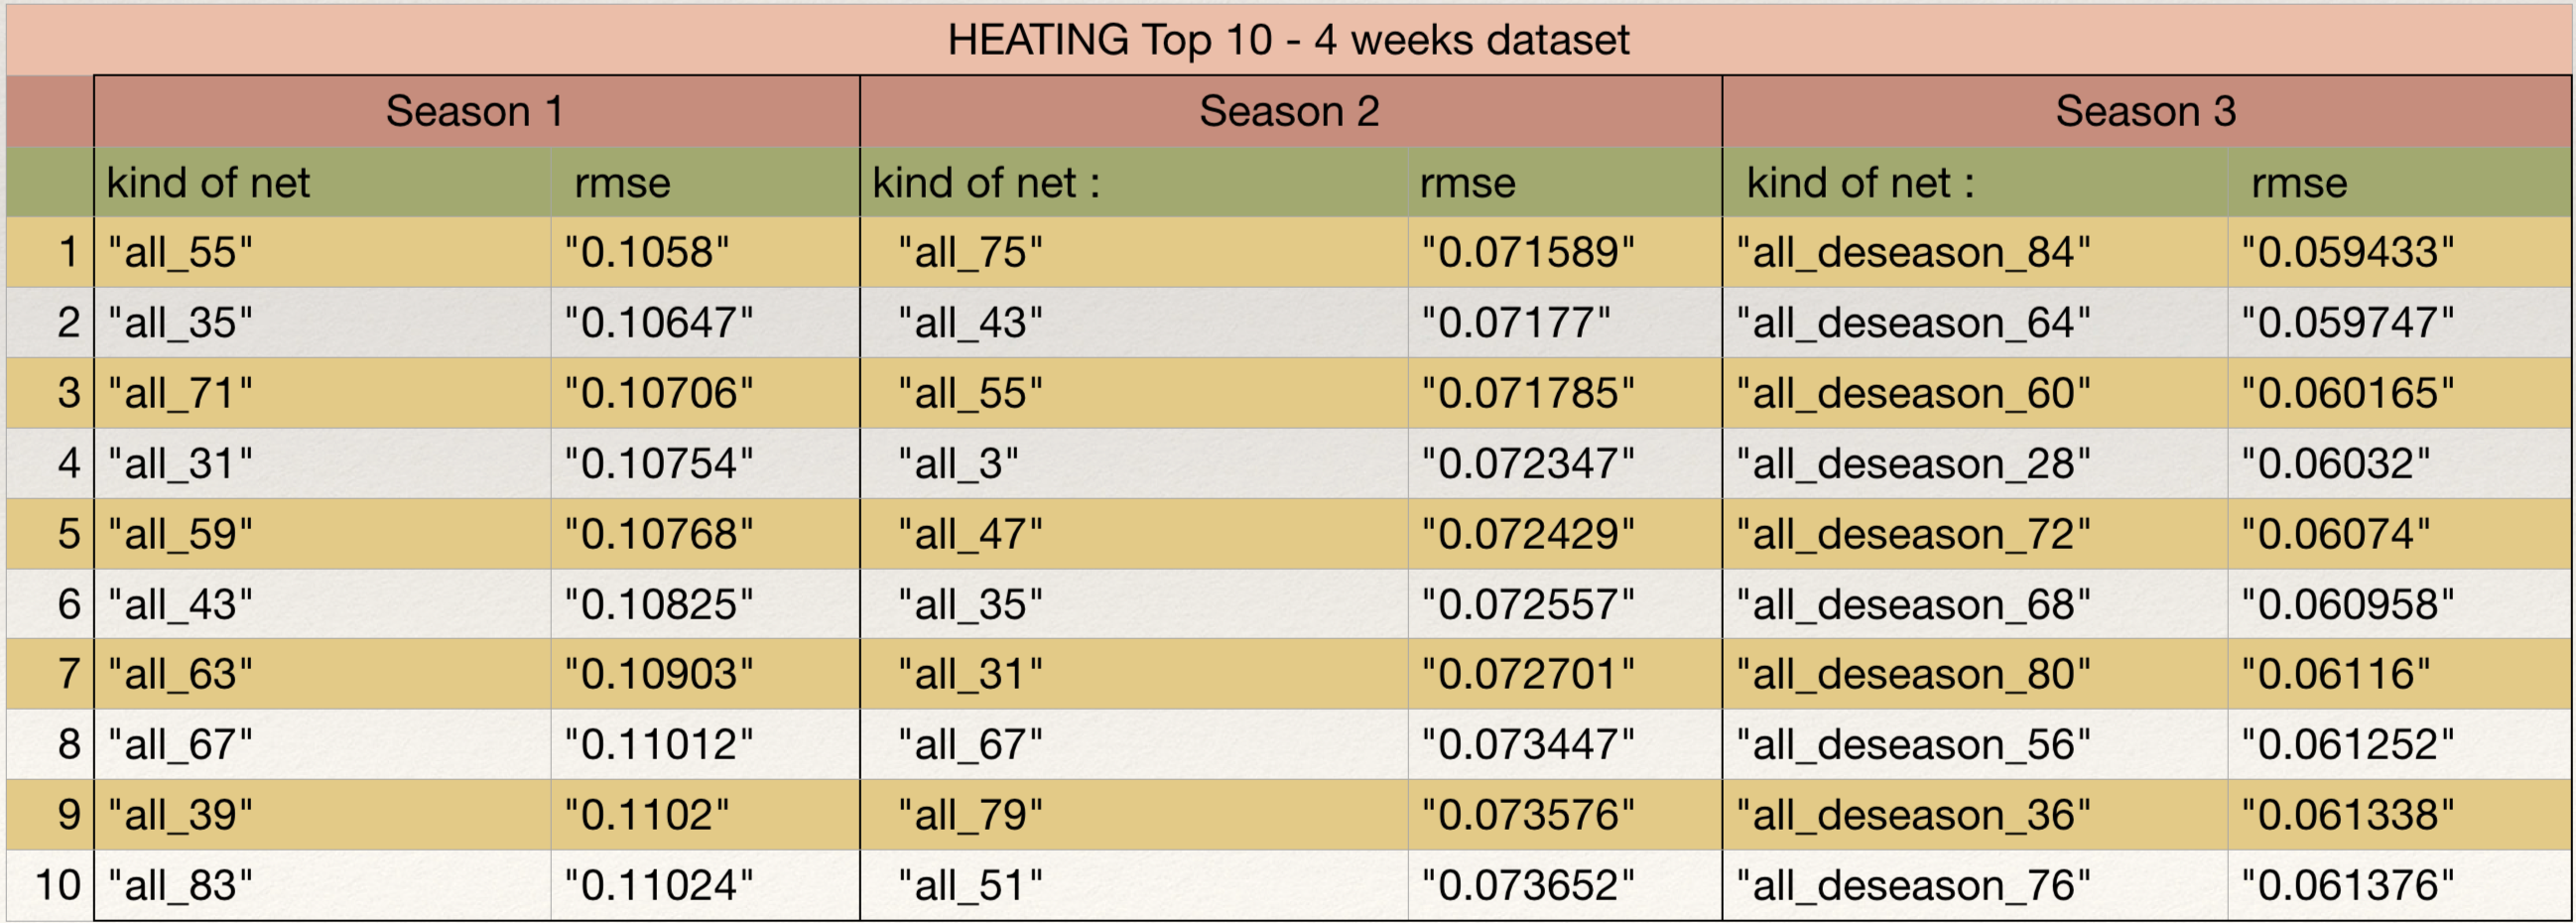 HEATING Top 10 - 4 weeks dataset
Season 1 Season 2 Season 3
kind of net rmse kind of net : rmse kind of net : rmse
1 "all_55" "0.1058" "all_75" "0.071589" "all_deseason_84" "0.059433"
2 "all_35" "0.10647" "all_43" "0.07177" "all_deseason_64" "0.059747"
3 "all_71" "0.10706" "all_55" "0.071785" "all_deseason_60" "0.060165"
4 "all_31" "0.10754" "all_3" "0.072347" "all_deseason_28" "0.06032"
5 "all_59" "0.10768" "all_47" "0.072429" "all_deseason_72" "0.06074"
6 "all_43" "0.10825" "all_35" "0.072557" "all_deseason_68" "0.060958"
7 "all_63" "0.10903" "all_31" "0.072701" "all_deseason_80" "0.06116"
8 "all_67" "0.11012" "all_67" "0.073447" "all_deseason_56" "0.061252"
9 "all_39" "0.1102" "all_79" "0.073576" "all_deseason_36" "0.061338"
10 "all_83" "0.11024" "all_51" "0.073652" "all_deseason_76" "0.061376"